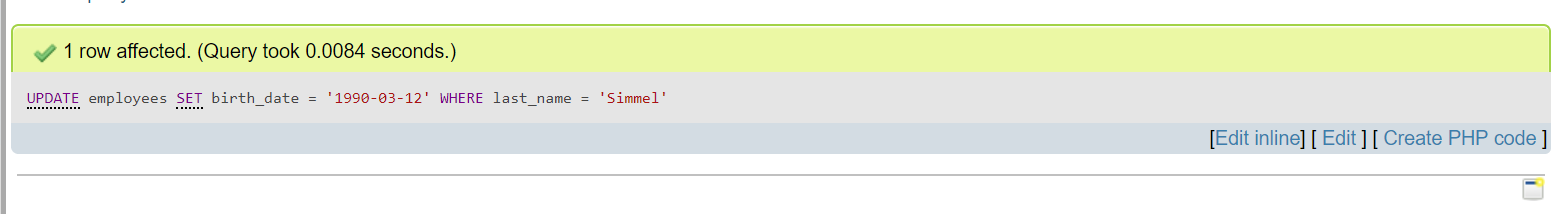 1 row affected. (Query took 0.0084 seconds.)
UPDATE employees SET birth_date = '1990-03-12' WHERE last_name = 'Simmel'
[Edit inline] [ Edit ] [ Create PHP code ]